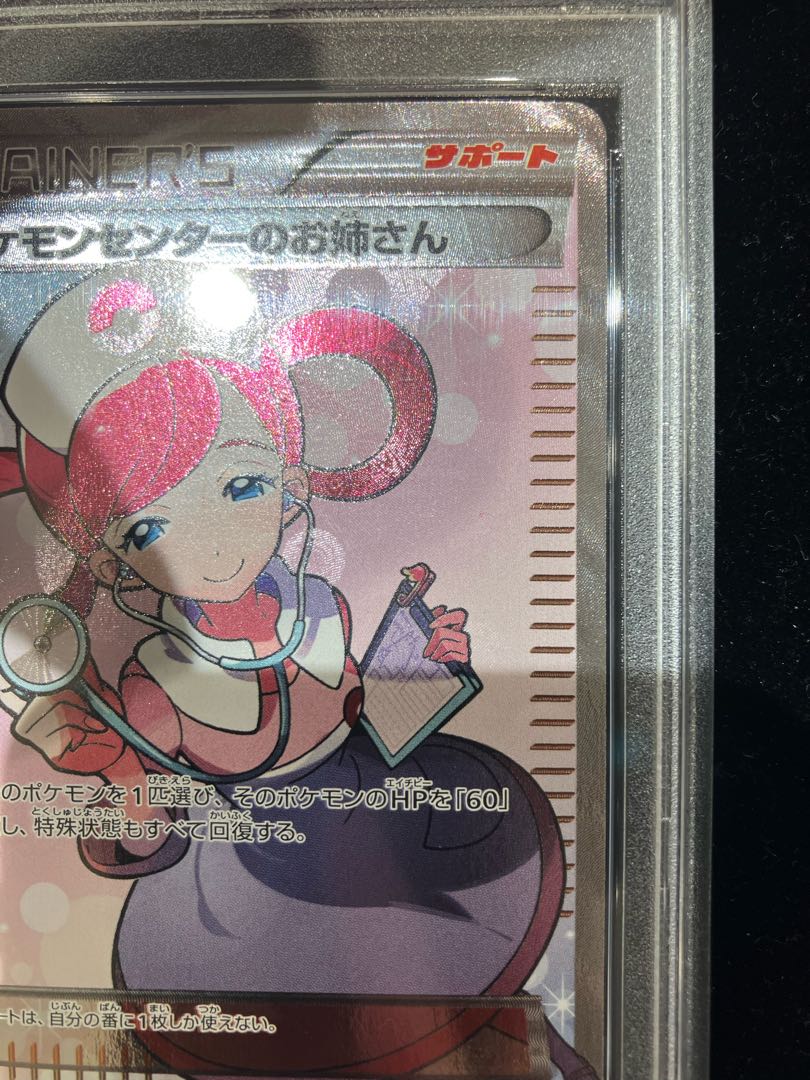 AINER'S
サポート
ケモンセンターのお姉さん
のポケモンを1匹選び、そのポケモンのHPを「60」
し、特殊状態もすべて回復する。
ートは、自分の番に1枚しか使えない。